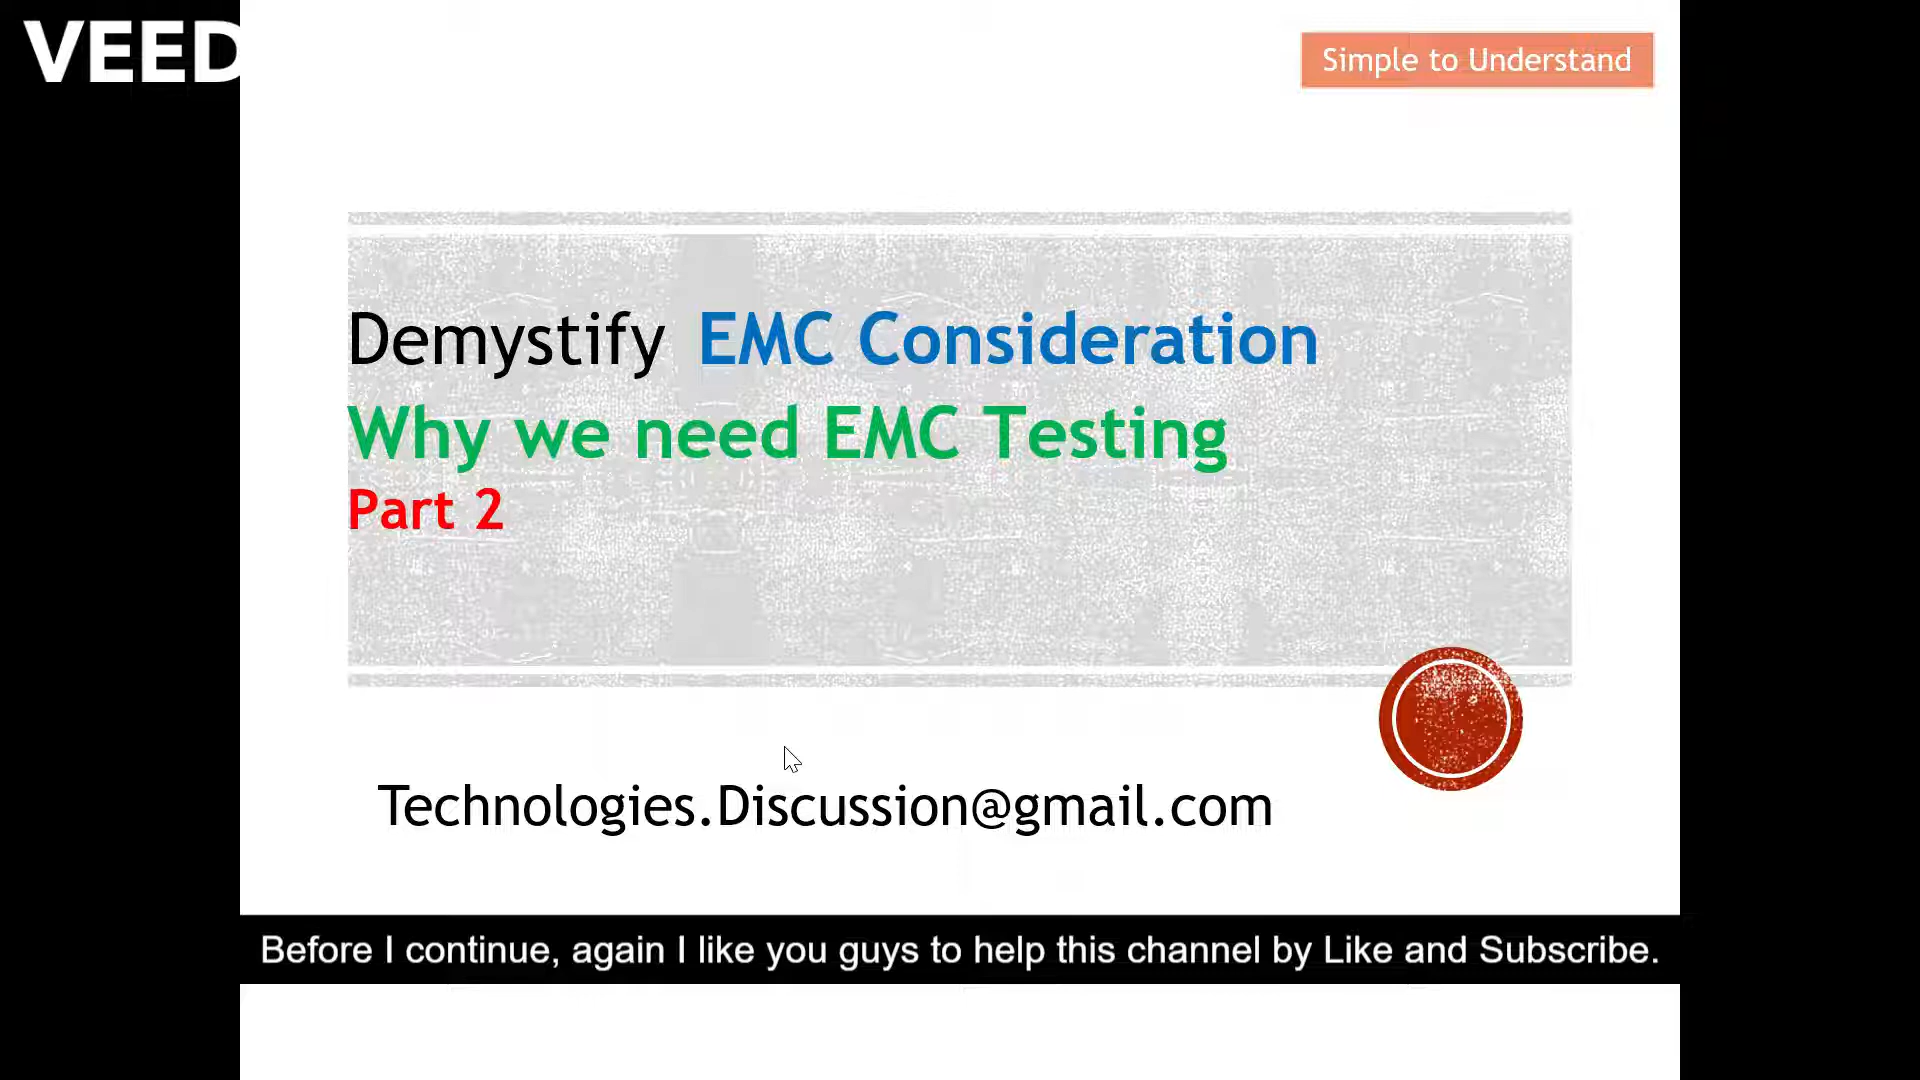 VEED
Simple to Understand
Demystify EMC Consideration
Why we need EMC Testing
Part 2
Technologies.Discussion@gmail.com
Before I continue, again I like you guys to help this channel by Like and Subscribe.